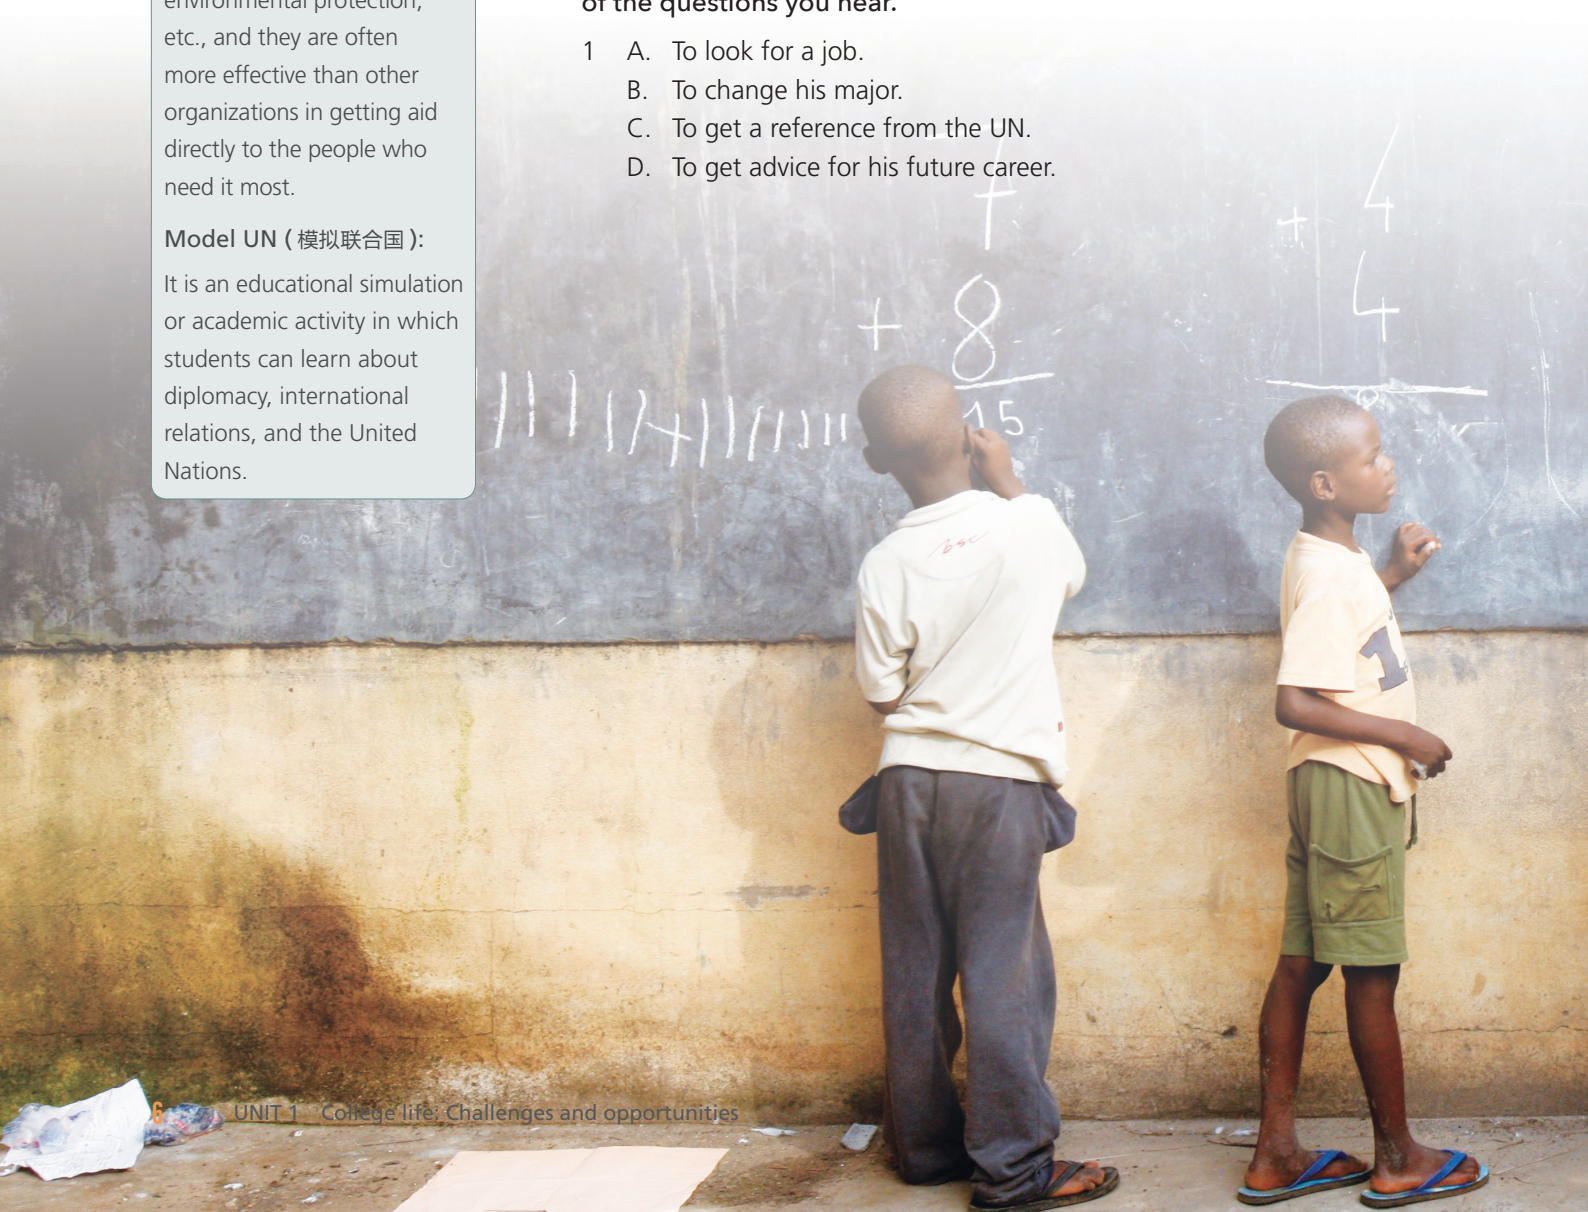 environmental protection,
etc., and they are often
more effective than other
organizations in getting aid
directly to the people who
need it most.
Model UN ( 模拟联合国 ):
It is an educational simulation
or academic activity in which
students can learn about
diplomacy, international
relations, and the United
Nations.
of the questions you hear.
1 A. To look for a job.
B. To change his major.
C. To get a reference from the UN.
D. To get advice for his future career.
+ 8
15
4
+
4
6 UNIT 1 College life: Challenges and opportunities